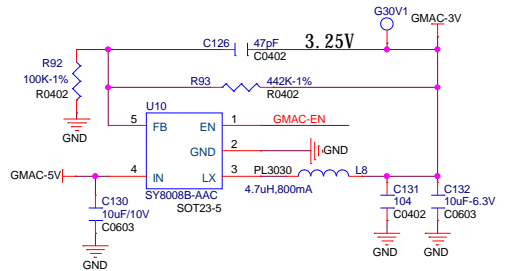 G30V1
GMAC-3V
C126 47pF 3.25V
C0402
R92
100K-1%
R0402
R93 442K-1%
R0402
GND
U10
5 FB EN 1 GMAC-EN
GND 2 GND
GMAC-5V 4 IN LX 3 PL3030 L8
SY8008B-AAC 4.7uH,800mA
SOT23-5
C130
10uF/10V
C0603
C131
104
C0402
C132
10uF-6.3V
C0603
GND
GND GND